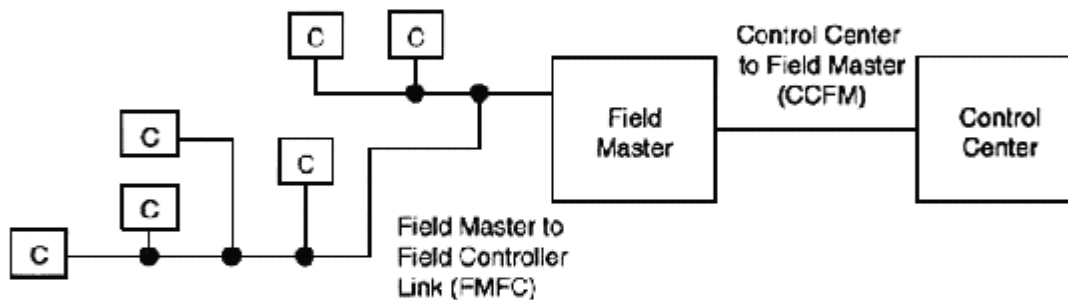 C
C
Control Center
to Field Master
(CCFM)
Field
Master
Control
Center
C
C
C
C
Field Master to
Field Controller
Link (FMFC)